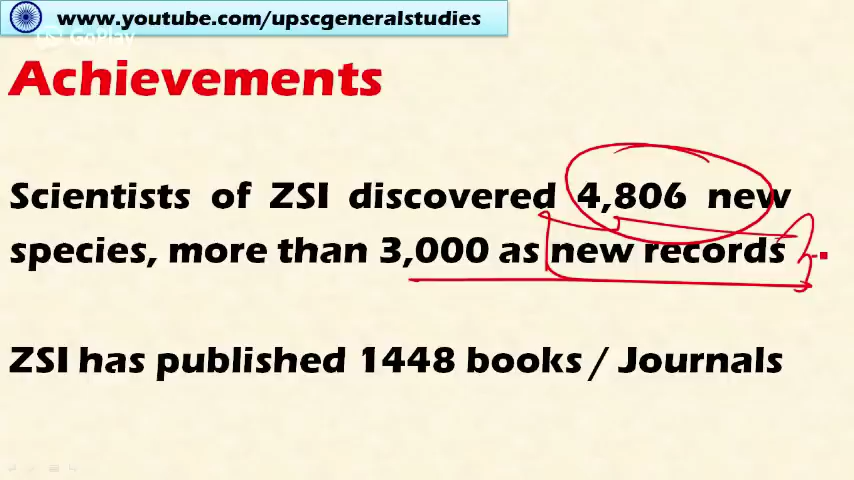 www.youtube.com/upscgeneralstudies
GoPlay
Achievements
Scientists of ZSI discovered 4,806 new
species, more than 3,000 as new records
ZSI has published 1448 books / Journals